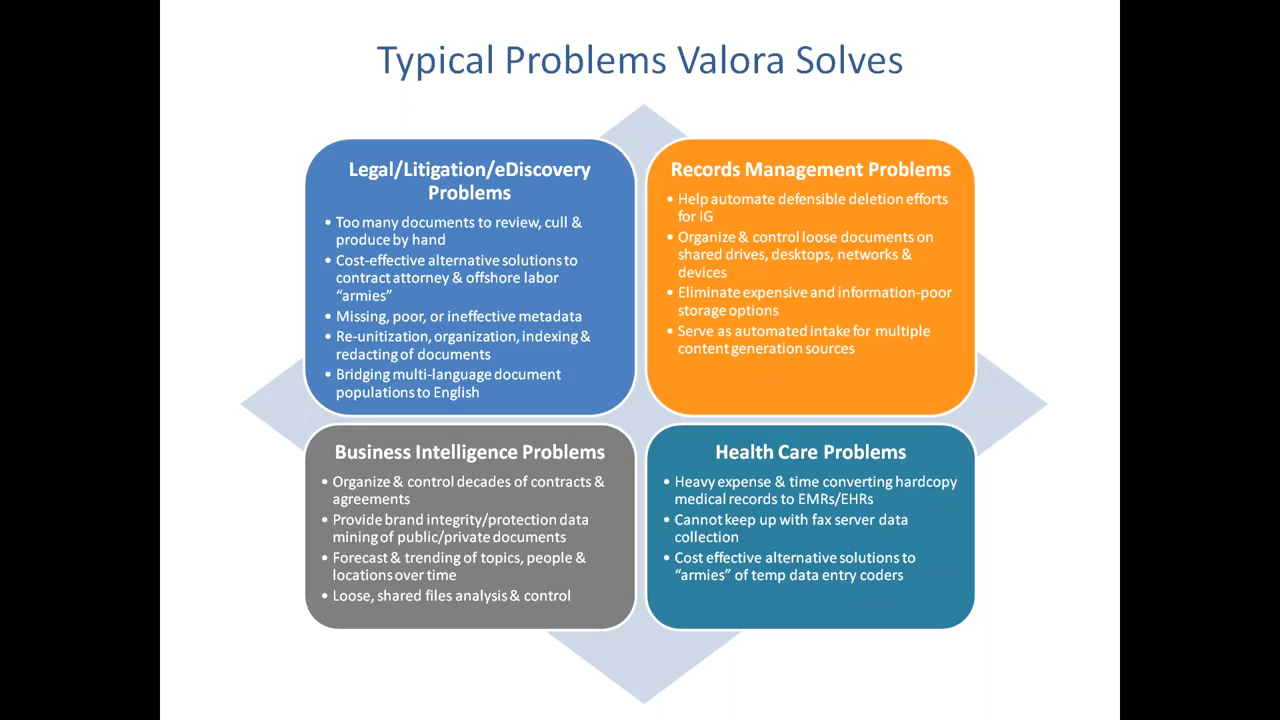 Typical Problems Valora Solves
Legal/Litigation/eDiscovery
Problems
• Too many documents to review, cull &
produce by hand
• Cost-effective alternative solutions to
contract attorney & offshore labor
“armies”
• Missing, poor, or ineffective metadata
• Re-unitization, organization, indexing &
redacting of documents
• Bridging multi-language document
populations to English
Records Management Problems
• Help automate defensible deletion efforts
for IG
• Organize & control loose documents on
shared drives, desktops, networks &
devices
• Eliminate expensive and information-poor
storage options
• Serve as automated intake for multiple
content generation sources
Business Intelligence Problems
• Organize & control decades of contracts &
agreements
• Provide brand integrity/protection data
mining of public/private documents
• Forecast & trending of topics, people &
locations over time
• Loose, shared files analysis & control
Health Care Problems
• Heavy expense & time converting hardcopy
medical records to EMRs/EHRs
• Cannot keep up with fax server data
collection
• Cost effective alternative solutions to
“armies” of temp data entry coders